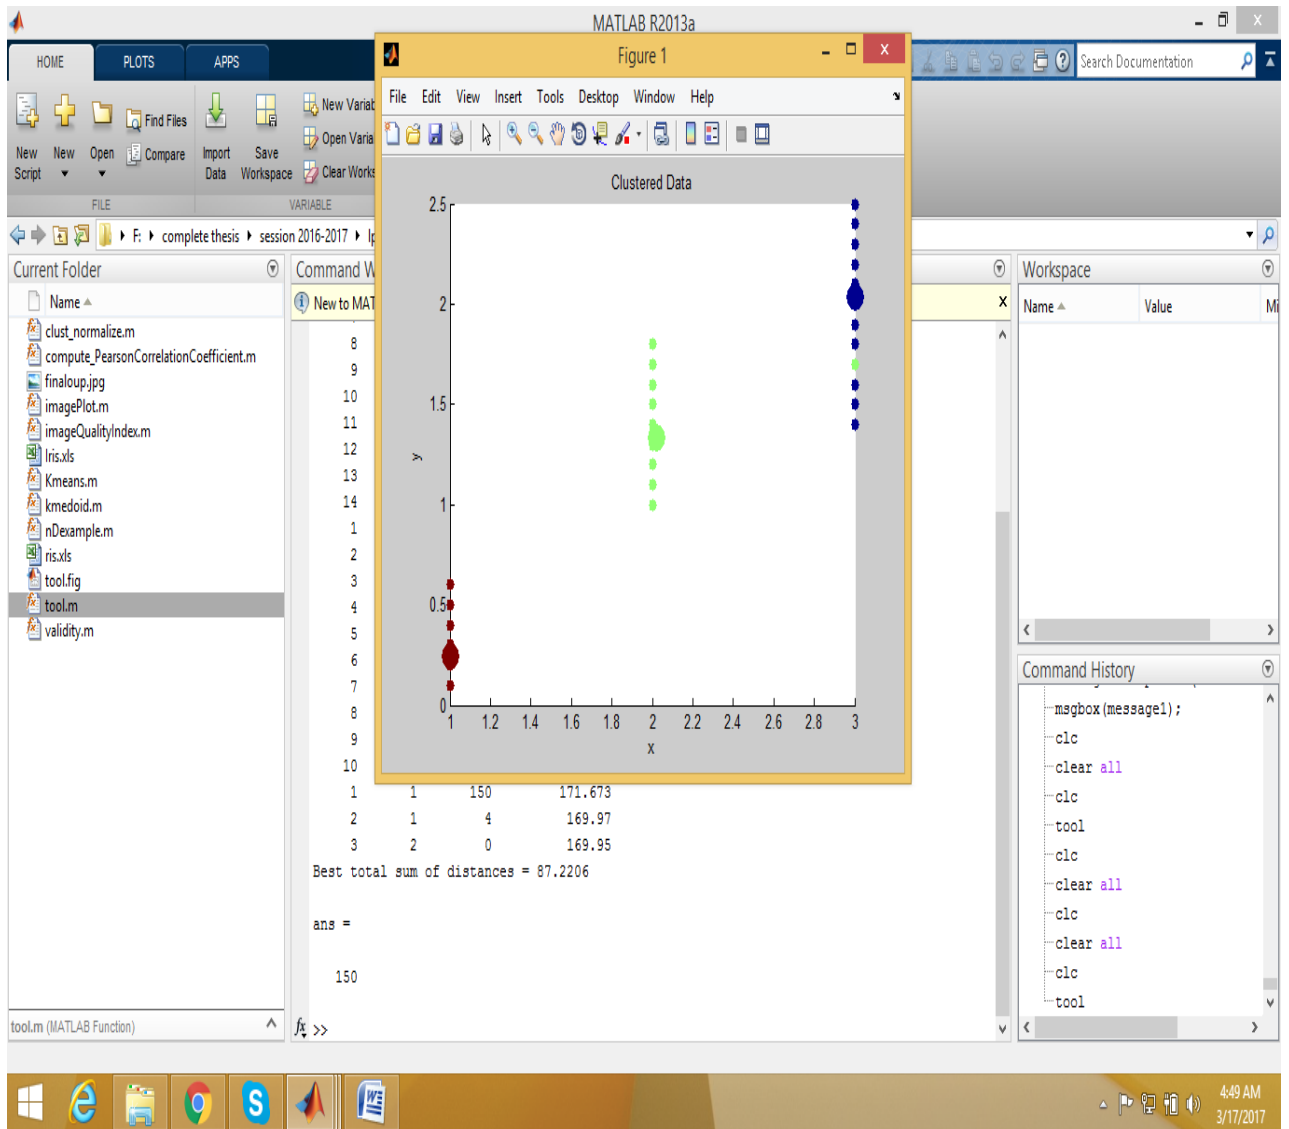 MATLAB R2013a
HOME PLOTS APPS
Search Documentation
New Script
New
Open
Find Files
Compare
Import Data
Save Workspace
New Variab
Open Varia
Clear Works
FILE
VARIABLE
F: complete thesis session 2016-2017
Current Folder
Name
clust_normalize.m
compute_PearsonCorrelationCoefficient.m
finaloup.jpg
imagePlot.m
imageQualityIndex.m
Iris.xls
Kmeans.m
kmedoid.m
nDexample.m
ris.xls
tool.fig
tool.m
validity.m
tool.m (MATLAB Function)
Command W
New to MAT
8
9
10
11
12
13
14
1
2
3
4
5
6
7
8
9
10
1 1 150 171.673
2 1 4 169.97
3 2 0 169.95
Best total sum of distances = 87.2206
ans =
150
fx >>
Figure 1
File Edit View Insert Tools Desktop Window Help
Clustered Data
2.5
2
1.5
1
0.5
0
y
1 1.2 1.4 1.6 1.8 2 2.2 2.4 2.6 2.8 3
x
Workspace
Name Value Mi
Command History
msgbox(message1);
clc
clear all
clc
tool
clc
clear all
clc
clear all
clc
tool
4:49 AM
3/17/2017